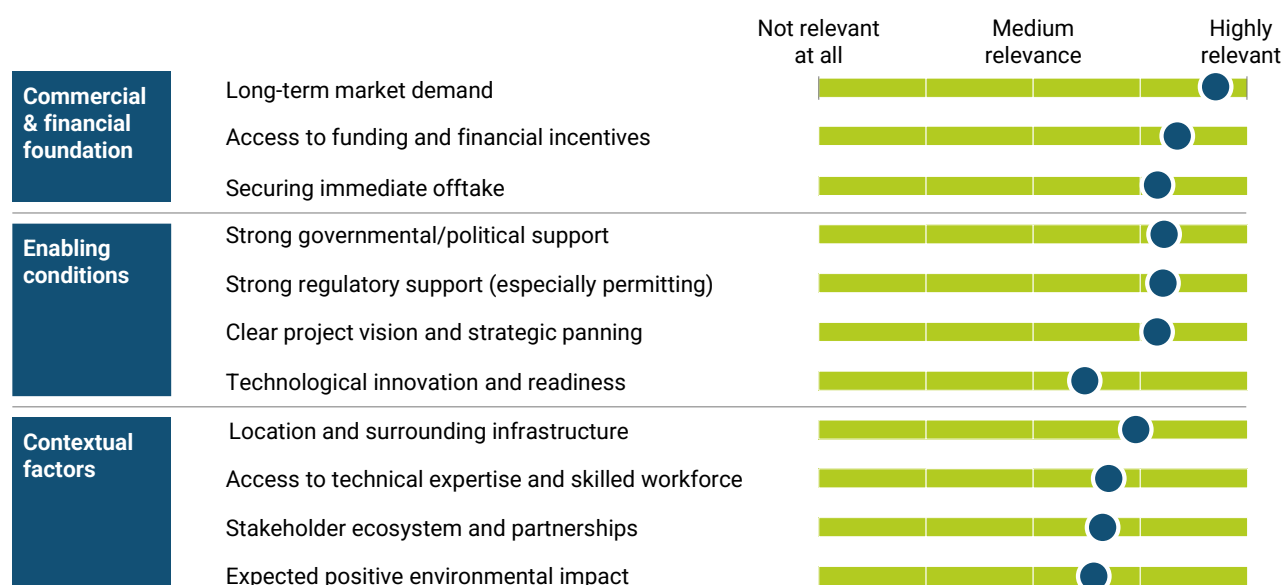 Not relevant
at all
Medium
relevance
Highly
relevant
Commercial
& financial
foundation
Long-term market demand
Access to funding and financial incentives
Securing immediate offtake
Enabling
conditions
Strong governmental/political support
Strong regulatory support (especially permitting)
Clear project vision and strategic panning
Technological innovation and readiness
Contextual
factors
Location and surrounding infrastructure
Access to technical expertise and skilled workforce
Stakeholder ecosystem and partnerships
Expected positive environmental impact